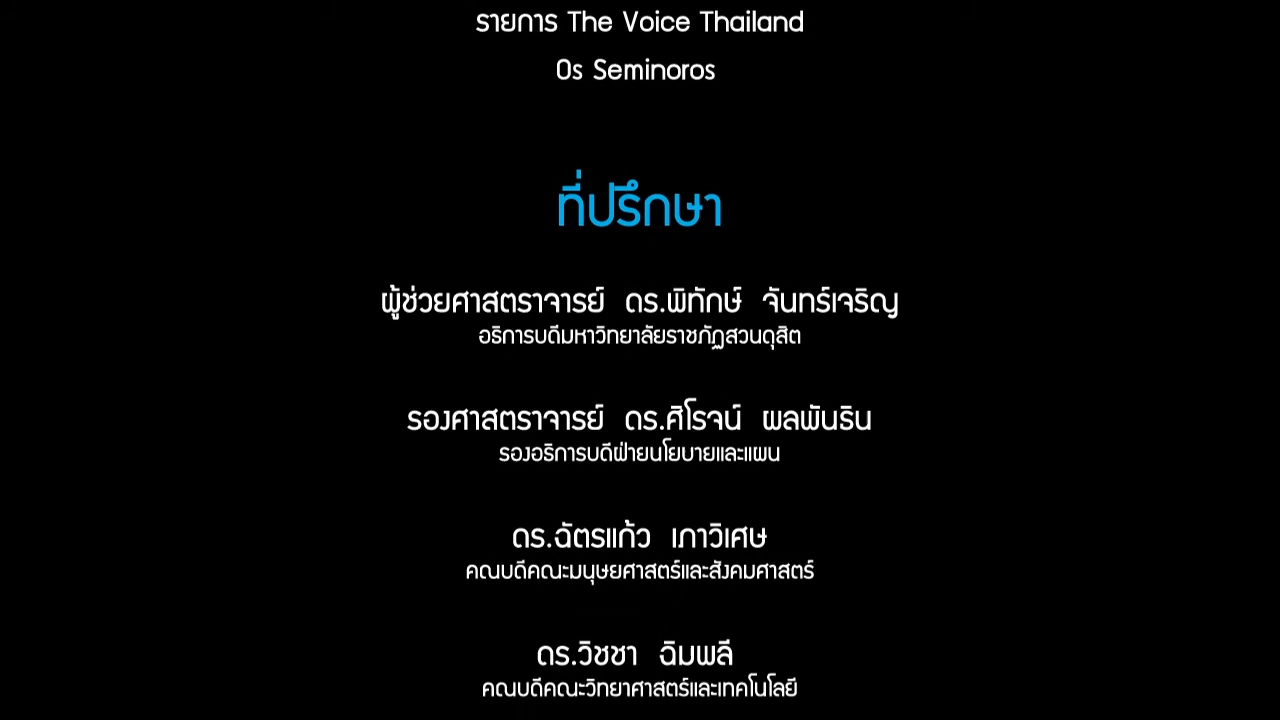 รายการ The Voice Thailand
Os Seminoros
ที่ปรึกษา
ผู้ช่วยศาสตราจารย์ ดร.พิทักษ์ จันทร์เจริญ
อธิการบดีมหาวิทยาลัยราชภัฏสวนดุสิต
รองศาสตราจารย์ ดร.ศิโรจน์ ผลพันธิน
รองอธิการบดีฝ่ายนโยบายและแผน
ดร.ฉัตรแก้ว เภาวิเศษ
คณบดีคณะมนุษยศาสตร์และสังคมศาสตร์
ดร.วิชชา ฉิมพลี
คณบดีคณะวิทยาศาสตร์และเทคโนโลยี